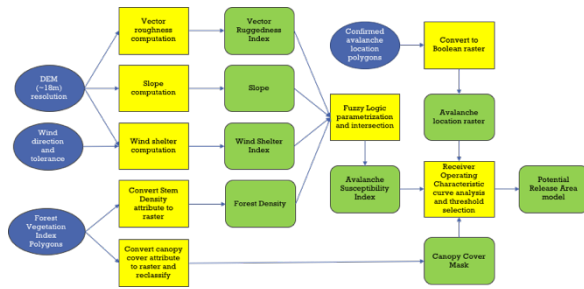 Vector
roughness
computation
Vector
Ruggedness
Index
Confirmed
avalanche
location
polygons
Convert to
Boolean raster
DEM
(~18m)
resolution
Slope
computation
Slope
Fuzzy Logic
parametrization
and intersection
Avalanche
location raster
Wind
direction
and
tolerance
Wind shelter
computation
Wind Shelter
Index
Convert Stem
Density
attribute to
raster
Forest Density
Avalanche
Susceptibility
Index
Receiver
Operating
Characteristic
curve analysis
and threshold
selection
Potential
Release Area
model
Forest
Vegetation
Index
Polygons
Convert canopy
cover attribute
to raster and
reclassify
Canopy Cover
Mask